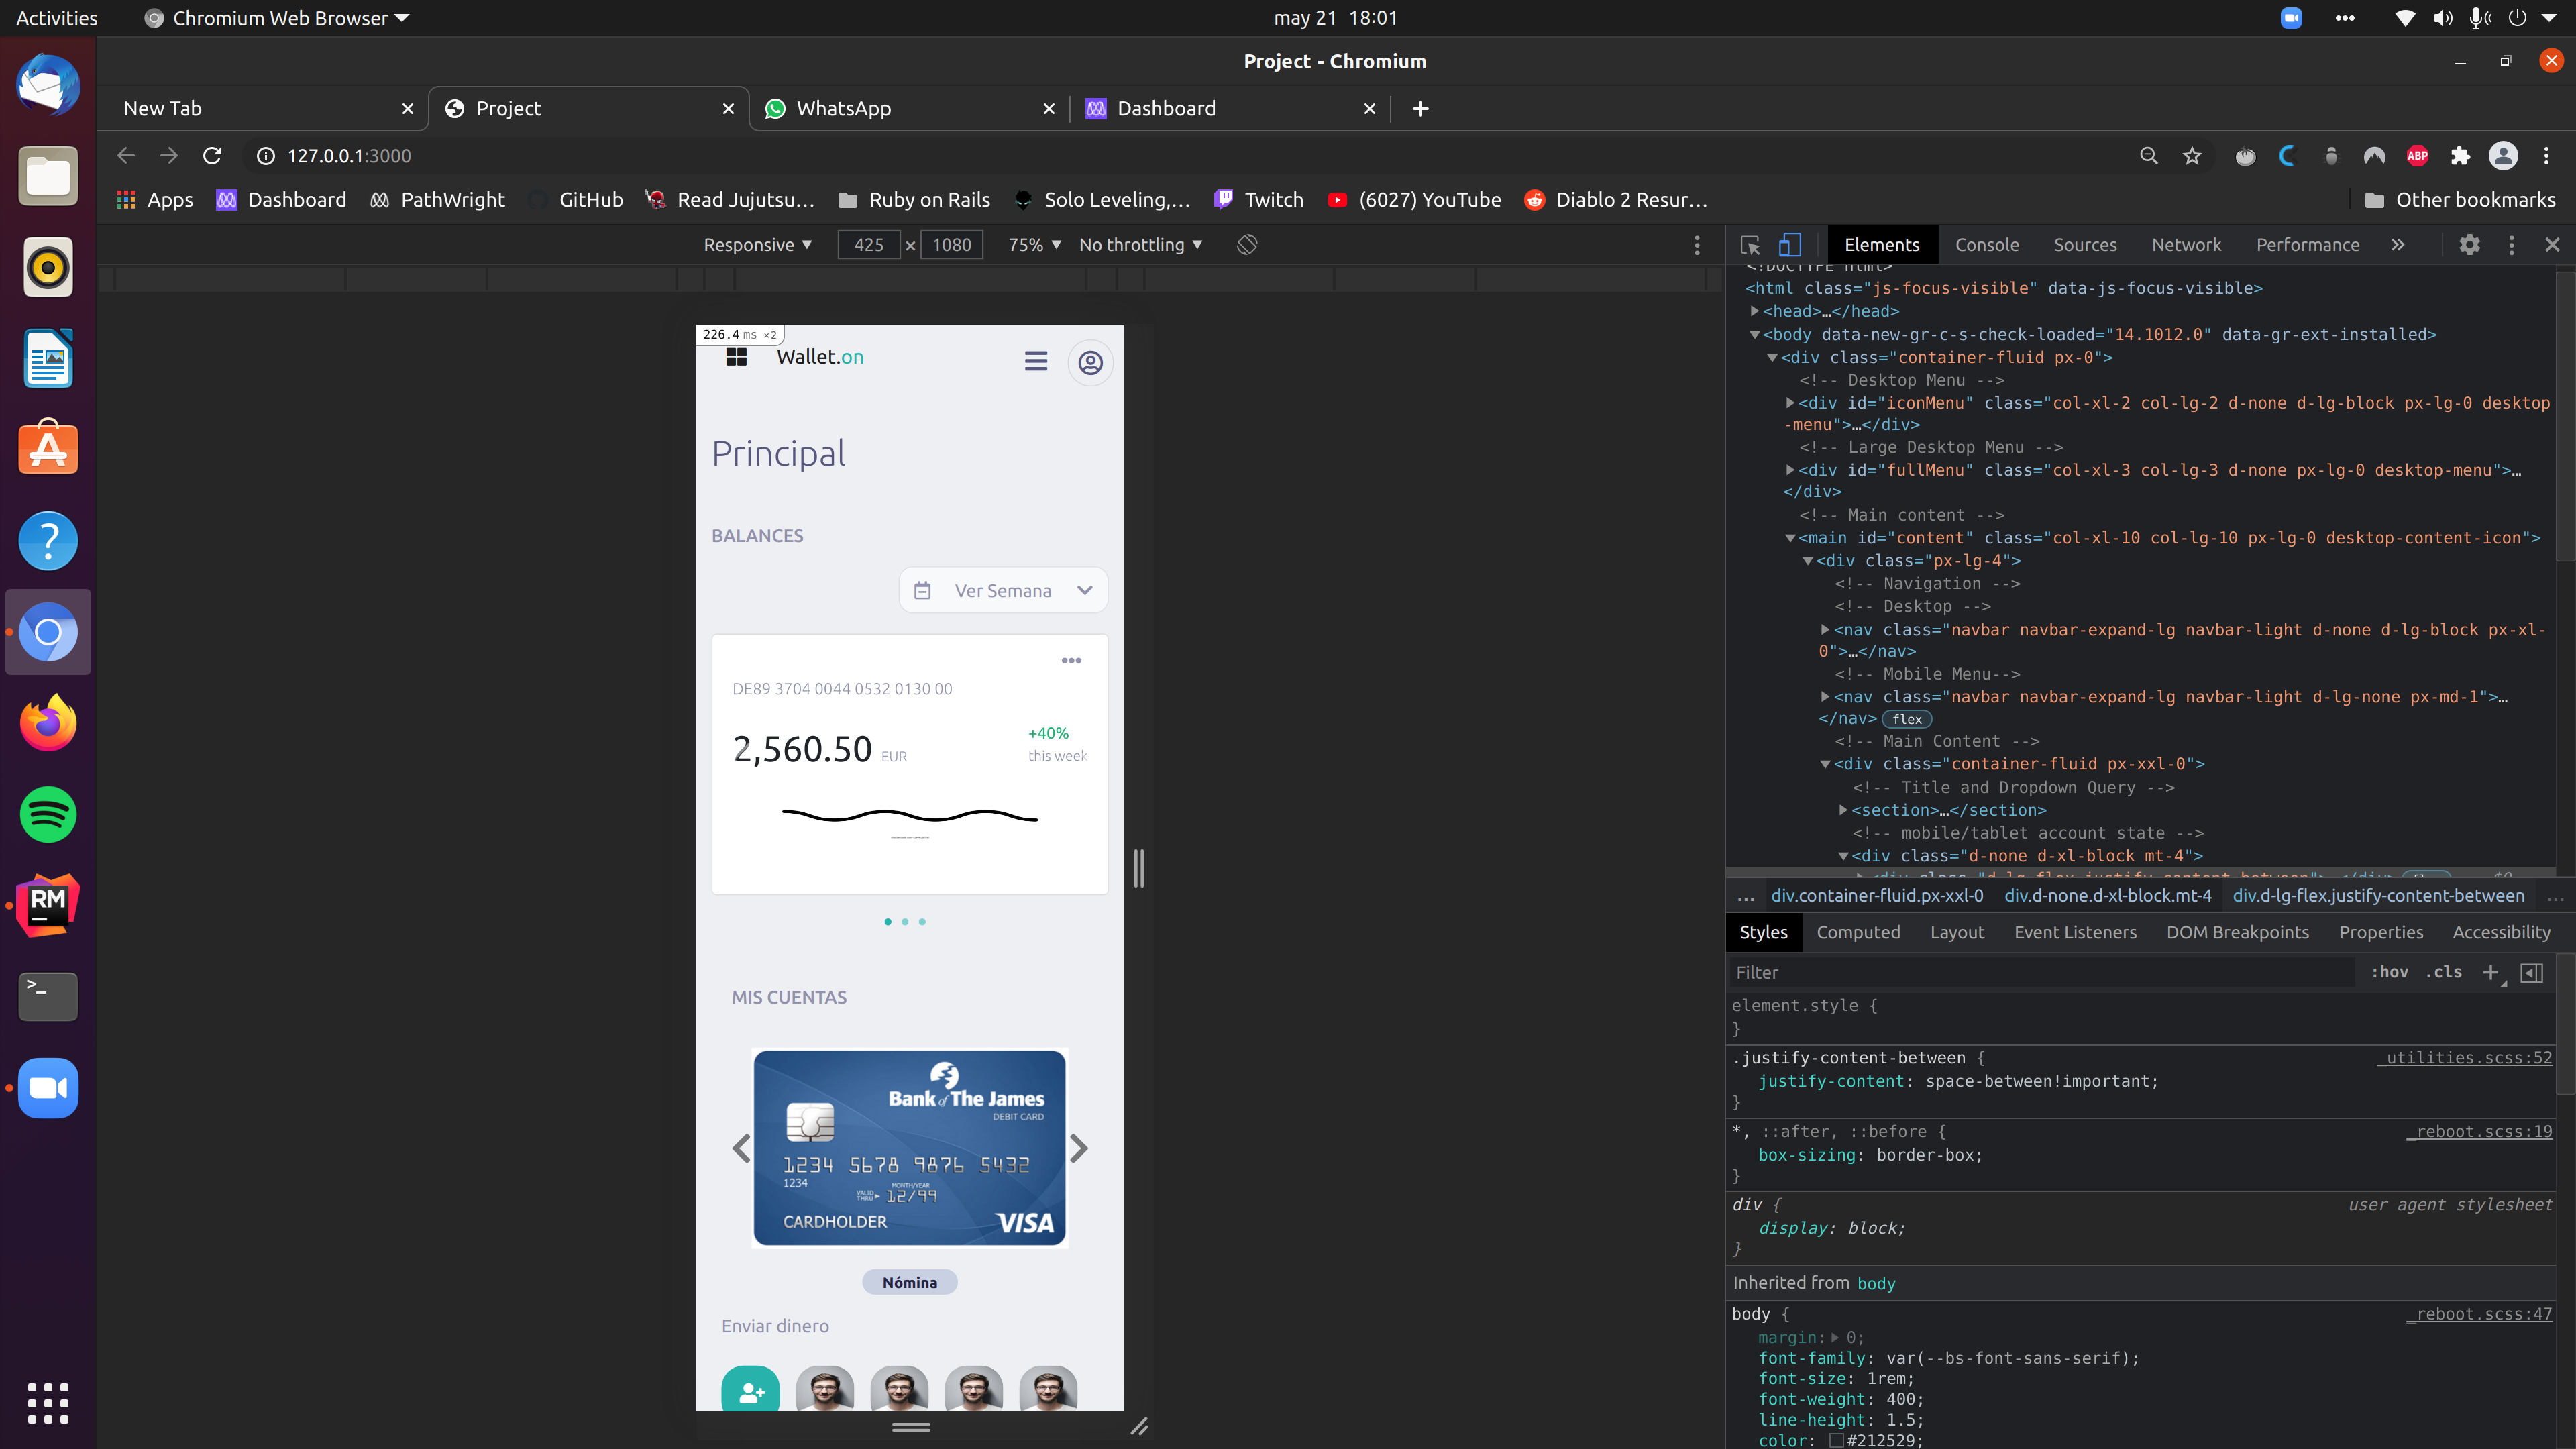 Activities
Chromium Web Browser
may 21 18:01
Project - Chromium
New Tab
Project
WhatsApp
Dashboard
127.0.0.1:3000
ABP
Apps
Dashboard
PathWright
GitHub
Read Jujutsu...
Ruby on Rails
Solo Leveling,...
Twitch
(6027) YouTube
Diablo 2 Resur...
Other bookmarks
Responsive
425 × 1080
75%
No throttling
Elements
Console
Sources
Network
Performance
226.4 ms ×2
Wallet.on
Principal
BALANCES
Ver Semana
DE89 3704 0044 0532 0130 00
+40%
2,560.50 EUR
this week
MIS CUENTAS
Bank of The James
DEBIT CARD
1234 5678 9876 5432
1234
MONTH/YEAR
VALID THRU 12/99
CARDHOLDER
VISA
Nómina
Enviar dinero
<!DOCTYPE html>
<html class="js-focus-visible" data-js-focus-visible>
<head>…</head>
<body data-new-gr-c-s-check-loaded="14.1012.0" data-gr-ext-installed>
<div class="container-fluid px-0">
<!-- Desktop Menu -->
<div id="iconMenu" class="col-xl-2 col-lg-2 d-none d-lg-block px-lg-0 desktop
-menu">…</div>
<!-- Large Desktop Menu -->
<div id="fullMenu" class="col-xl-3 col-lg-3 d-none px-lg-0 desktop-menu">…
</div>
<!-- Main content -->
<main id="content" class="col-xl-10 col-lg-10 px-lg-0 desktop-content-icon">
<div class="px-lg-4">
<!-- Navigation -->
<!-- Desktop -->
<nav class="navbar navbar-expand-lg navbar-light d-none d-lg-block px-xl-
0">…</nav>
<!-- Mobile Menu-->
<nav class="navbar navbar-expand-lg navbar-light d-lg-none px-md-1">…
</nav> flex
<!-- Main Content -->
<div class="container-fluid px-xxl-0">
<!-- Title and Dropdown Query -->
<section>…</section>
<!-- mobile/tablet account state -->
<div class="d-none d-xl-block mt-4">
… div.container-fluid.px-xxl-0 div.d-none.d-xl-block.mt-4 div.d-lg-flex.justify-content-between …
Styles
Computed
Layout
Event Listeners
DOM Breakpoints
Properties
Accessibility
Filter
:hov .cls
element.style {
}
.justify-content-between { _utilities.scss:52
justify-content: space-between!important;
}
*, ::after, ::before { _reboot.scss:19
box-sizing: border-box;
}
div { user agent stylesheet
display: block;
}
Inherited from body
body { _reboot.scss:47
margin: 0;
font-family: var(--bs-font-sans-serif);
font-size: 1rem;
font-weight: 400;
line-height: 1.5;
color: #212529;
RM